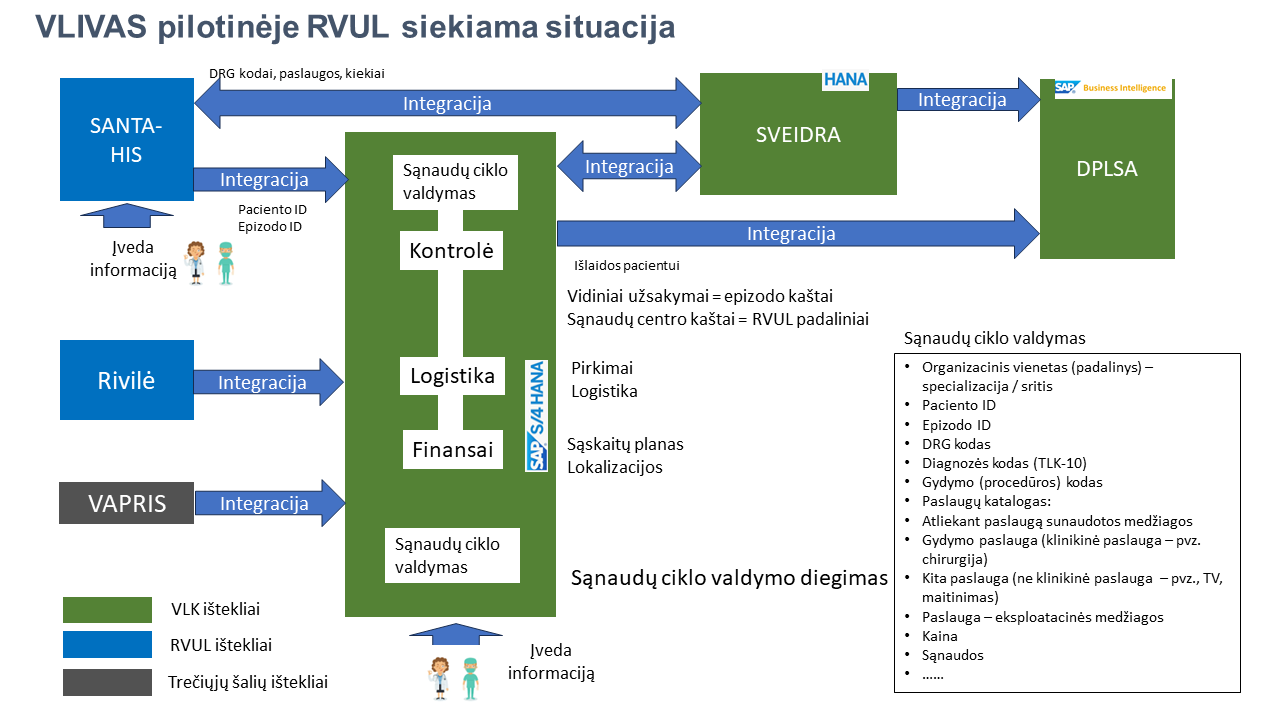 VLIVAS pilotinėje RVUL siekiama situacija
DRG kodai, paslaugos, kiekiai
Integracija
SANTA-
HIS
HANA
SVEIDRA
Integracija
SAP Business Intelligence
DPLSA
Integracija
Paciento ID
Epizodo ID
Įveda
informaciją
Sąnaudų ciklo
valdymas
Kontrolė
Logistika
Finansai
Sąnaudų ciklo
valdymas
SAP S/4 HANA
Integracija
Integracija
Išlaidos pacientui
Vidiniai užsakymai = epizodo kaštai
Sąnaudų centro kaštai = RVUL padaliniai
Pirkimai
Logistika
Sąskaitų planas
Lokalizacijos
Rivilė
Integracija
VAPRIS
Integracija
Sąnaudų ciklo valdymo diegimas
Sąnaudų ciklo valdymas
• Organizacinis vienetas (padalinys) –
specializacija / sritis
• Paciento ID
• Epizodo ID
• DRG kodas
• Diagnozės kodas (TLK-10)
• Gydymo (procedūros) kodas
• Paslaugų katalogas:
• Atliekant paslaugą sunaudotos medžiagos
• Gydymo paslauga (klinikinė paslauga – pvz.
chirurgija)
• Kita paslauga (ne klinikinė paslauga – pvz., TV,
maitinimas)
• Paslauga – eksploatacinės medžiagos
• Kaina
• Sąnaudos
• ……
VLK ištekliai
RVUL ištekliai
Trečiųjų šalių ištekliai
Įveda
informaciją